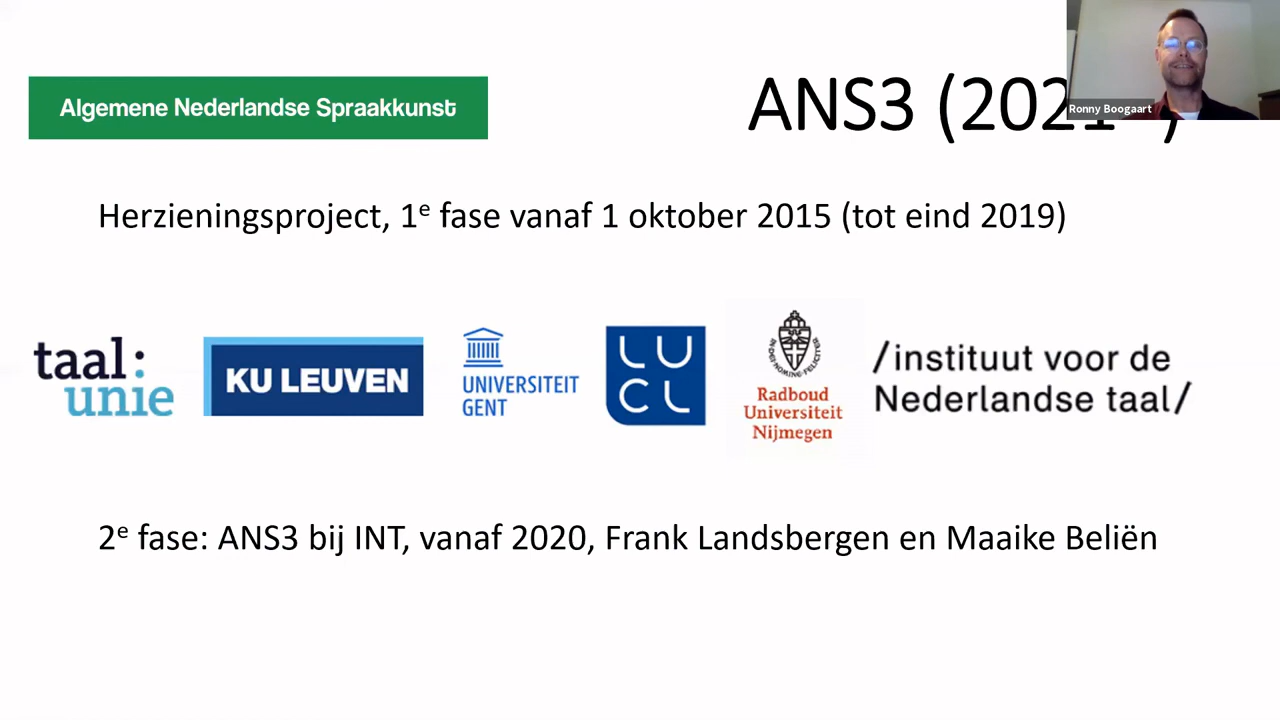 Algemene Nederlandse Spraakkunst
ANS3 (2021- )
Ronny Boogaart
Herzieningsproject, 1e fase vanaf 1 oktober 2015 (tot eind 2019)
taal:
unie
KU LEUVEN
UNIVERSITEIT
GENT
LU
CL
Radboud
Universiteit
Nijmegen
/instituut voor de
Nederlandse taal/
2e fase: ANS3 bij INT, vanaf 2020, Frank Landsbergen en Maaike Beliën